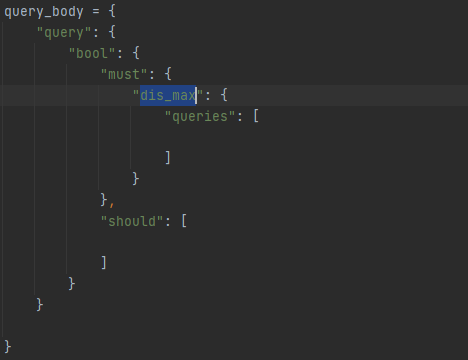 query_body = {
    "query": {
        "bool": {
            "must": {
                "dis_max": {
                    "queries": [

                    ]
                }
            },
            "should": [

            ]
        }
    }

}